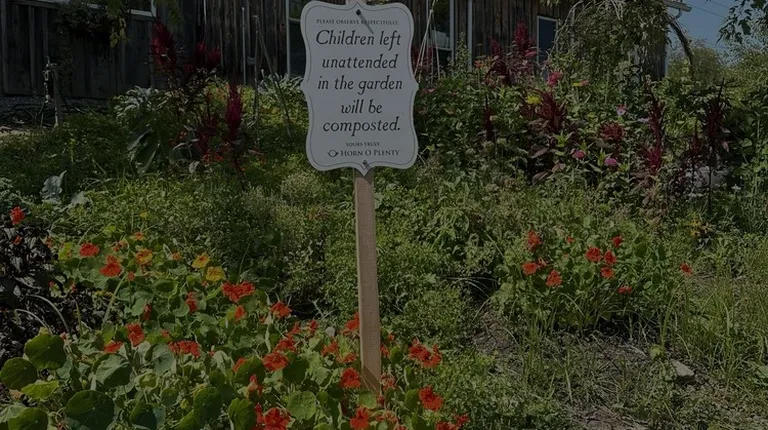 PLEASE OBSERVE RESPECTFULLY:
Children left
unattended
in the garden
will be
composted.
YOURS TRULY,
HORN O PLENTY